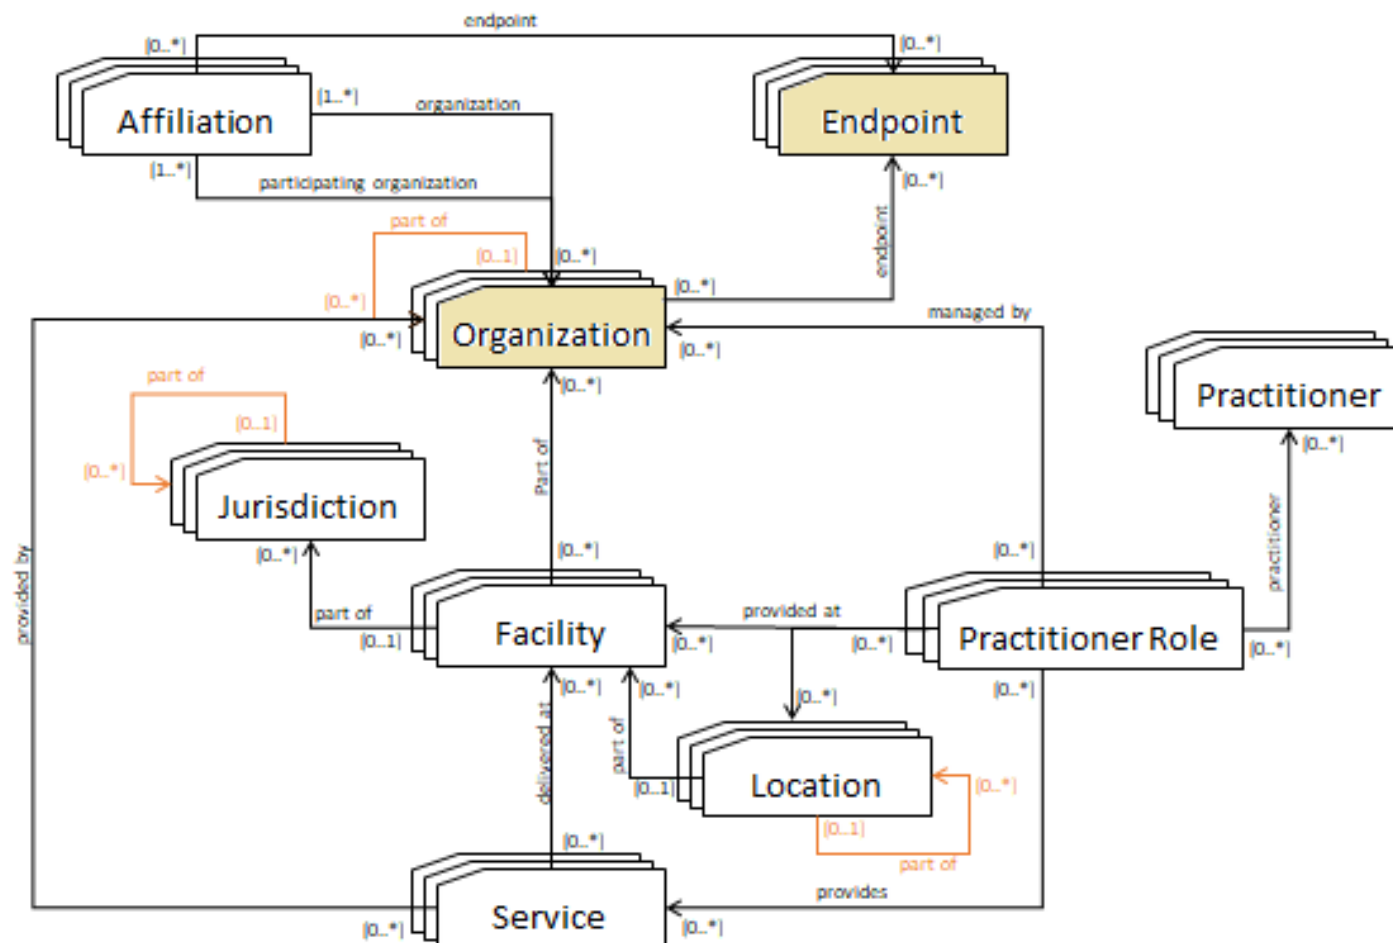 endpoint
(0..*)
(0..*)
Affiliation
(1..*)
organization
Endpoint
(1..*)
participating organization
(0..*)
part of
(0..1)
(0..*)
endpoint
(0..*)
(0..*)
managed by
Organization
(0..*)
(0..*)
(0..*)
Practitioner
(0..*)
part of
(0..1)
(0..*)
Jurisdiction
(0..*)
Part of
practitioner
provided by
(0..*)
(0..*)
part of
(0..1)
Facility
provided at
(0..*)
(0..*)
Practitioner Role
(0..*)
(0..*)
(0..*)
(0..*)
(0..*)
delivered at
part of
(0..1)
Location
(0..*)
(0..1)
part of
(0..*)
provides
(0..*)
Service
(0..*)